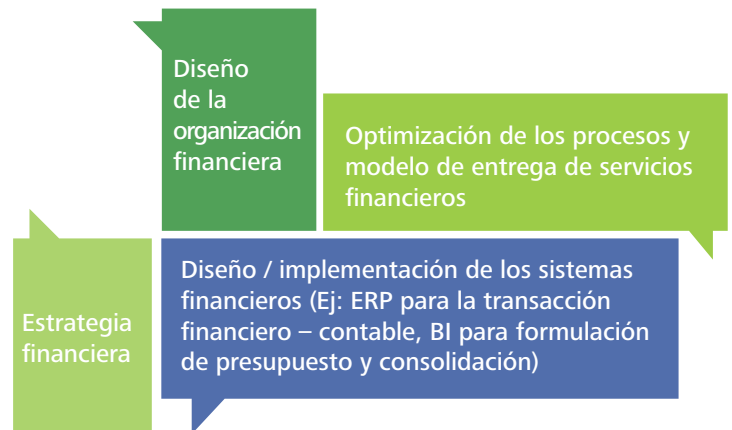 Diseño
de la
organización
financiera
Optimización de los procesos y
modelo de entrega de servicios
financieros
Estrategia
financiera
Diseño / implementación de los sistemas
financieros (Ej: ERP para la transacción
financiero – contable, BI para formulación
de presupuesto y consolidación)